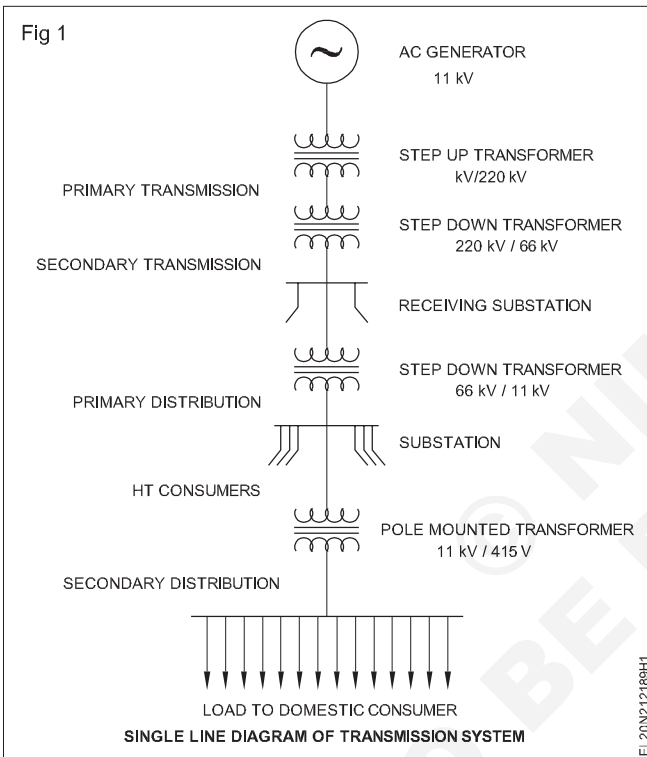 Fig 1
AC GENERATOR
11 kV
STEP UP TRANSFORMER
kV/220 kV
PRIMARY TRANSMISSION
STEP DOWN TRANSFORMER
220 kV / 66 kV
SECONDARY TRANSMISSION
RECEIVING SUBSTATION
STEP DOWN TRANSFORMER
66 kV / 11 kV
PRIMARY DISTRIBUTION
SUBSTATION
HT CONSUMERS
POLE MOUNTED TRANSFORMER
11 kV / 415 V
SECONDARY DISTRIBUTION
LOAD TO DOMESTIC CONSUMER
SINGLE LINE DIAGRAM OF TRANSMISSION SYSTEM
EL20N212189H1